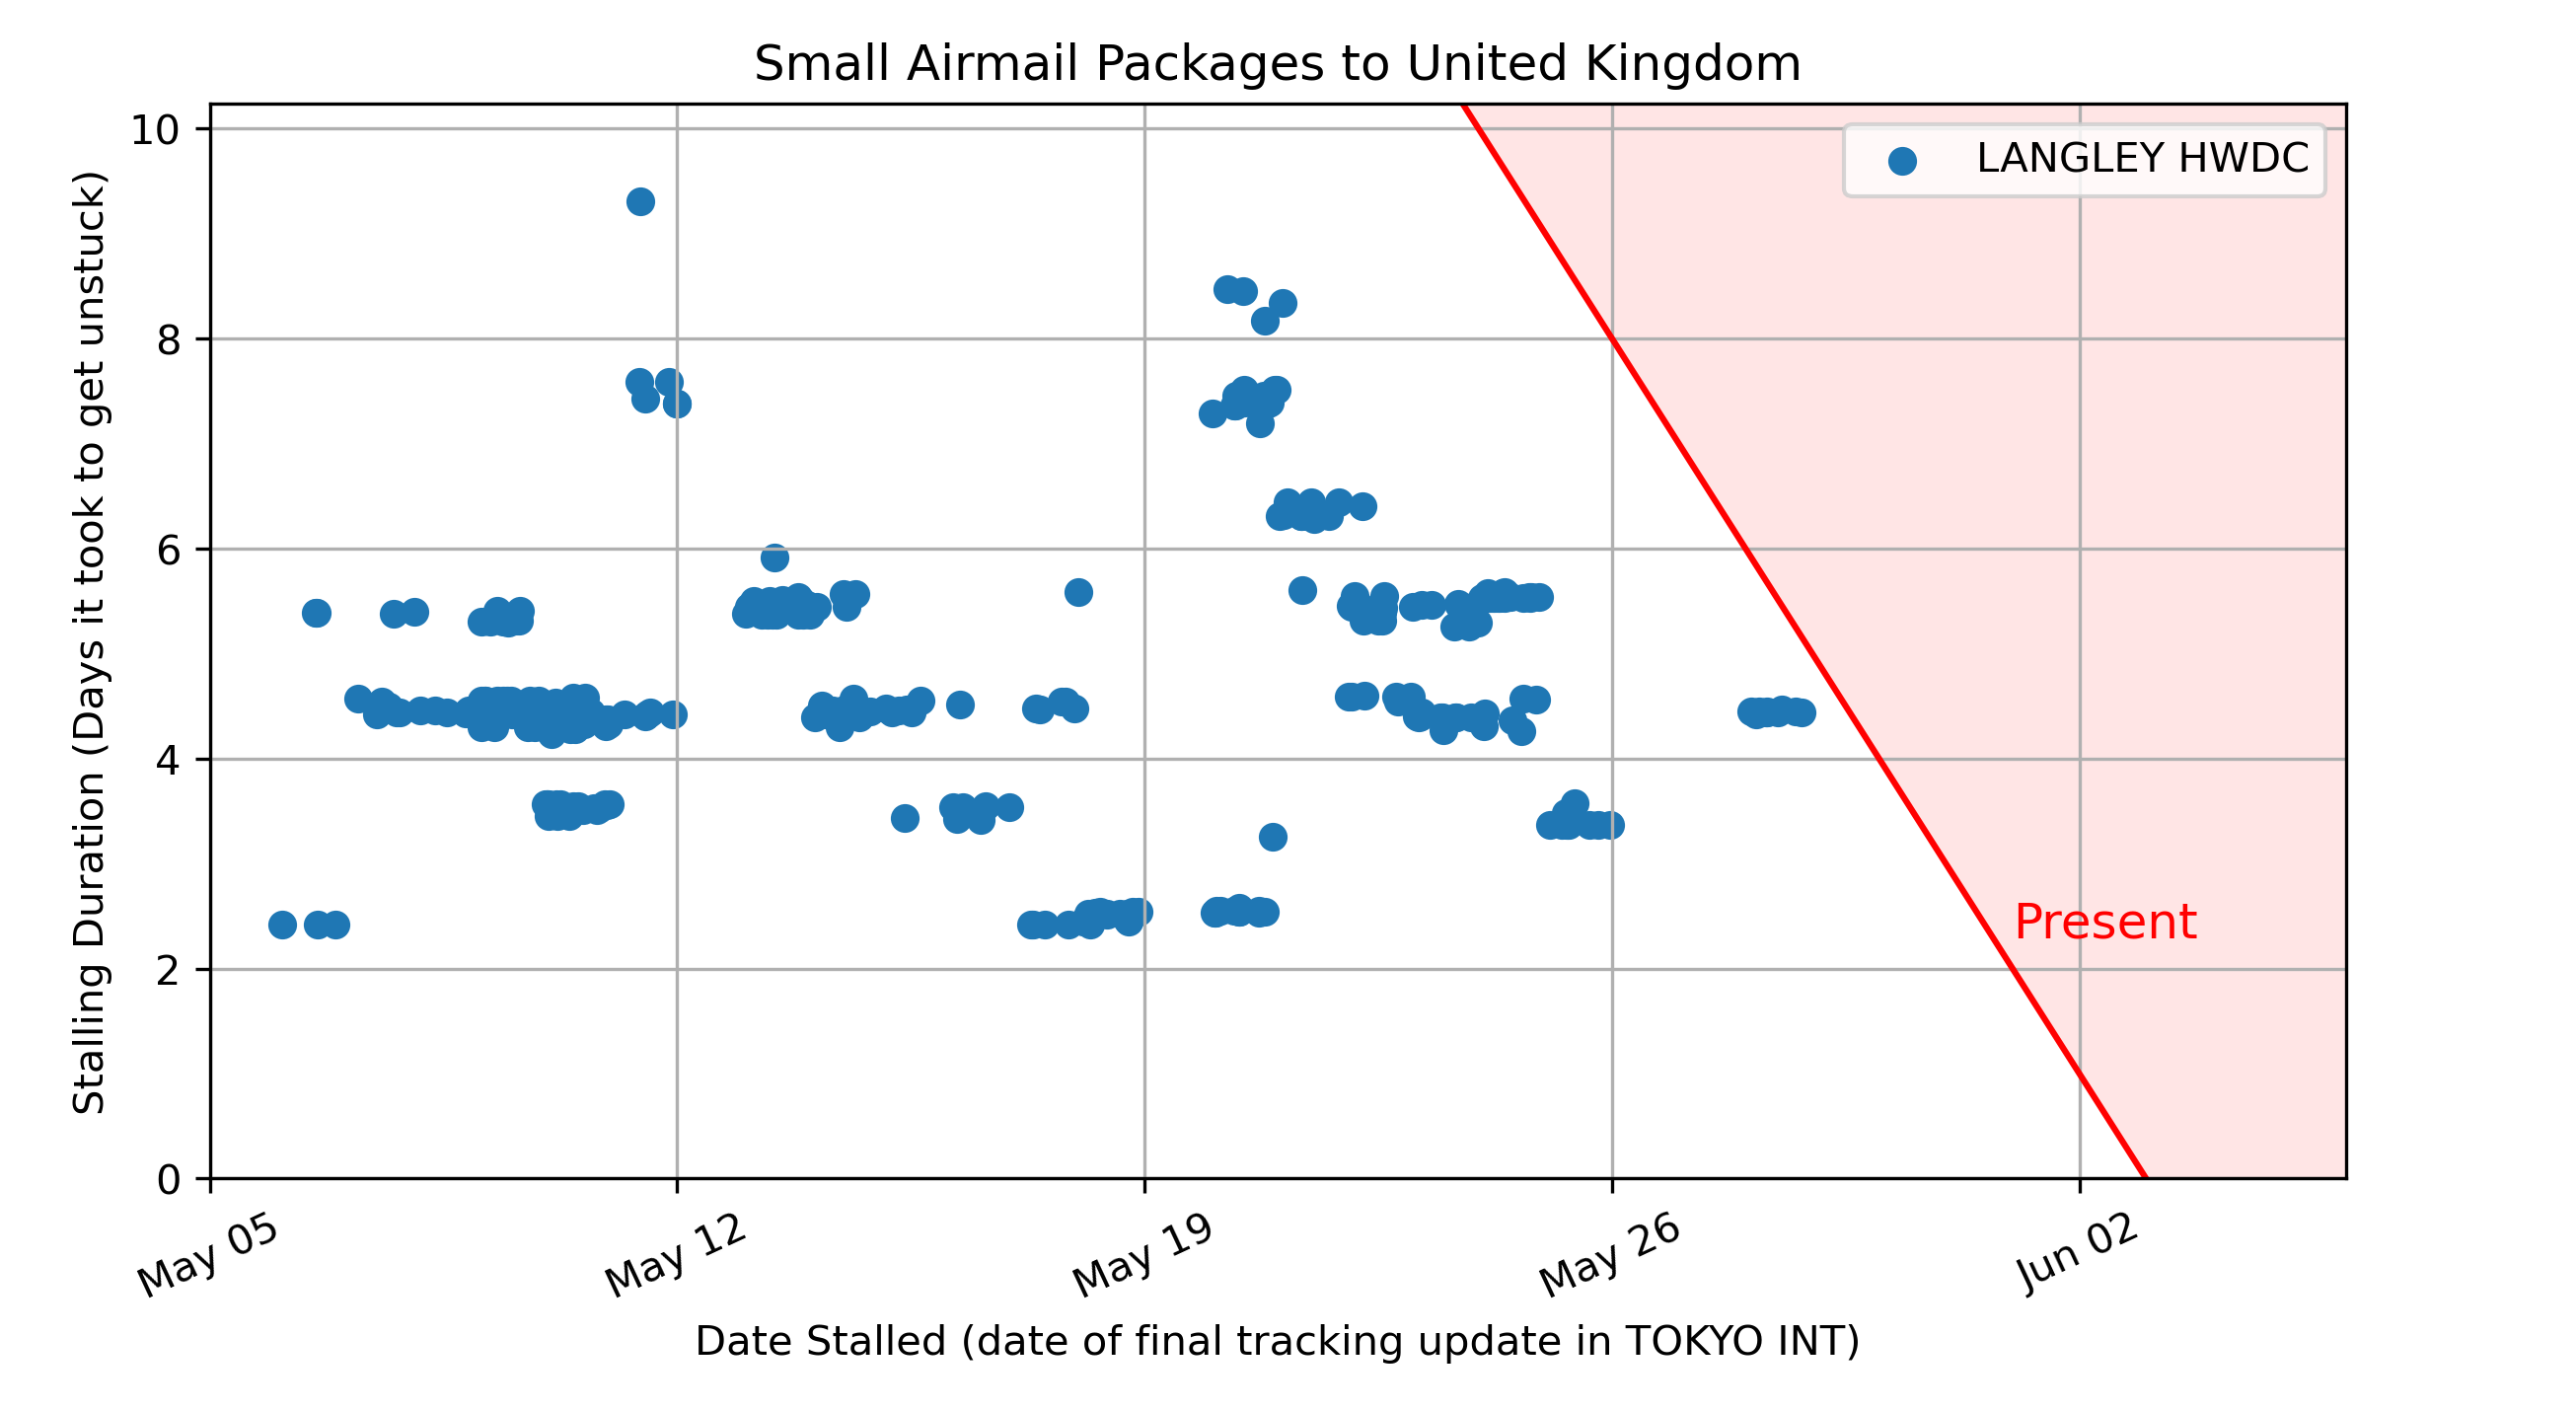 Small Airmail Packages to United Kingdom
Stalling Duration (Days it took to get unstuck)
10
8
6
4
2
0
LANGLEY HWDC
Present
May 05
May 12
May 19
May 26
Jun 02
Date Stalled (date of final tracking update in TOKYO INT)